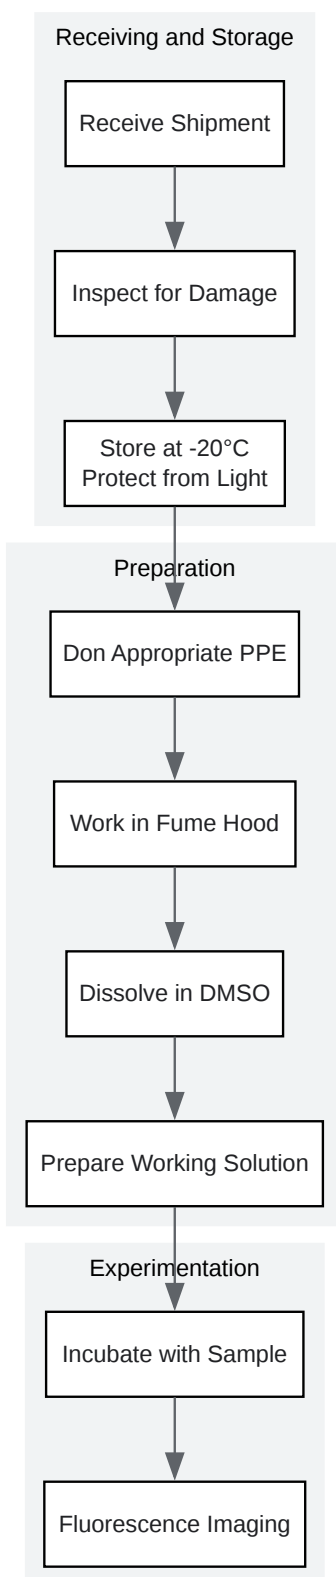 Receiving and Storage
Receive Shipment
Inspect for Damage
Store at -20°C
Protect from Light
Preparation
Don Appropriate PPE
Work in Fume Hood
Dissolve in DMSO
Prepare Working Solution
Experimentation
Incubate with Sample
Fluorescence Imaging